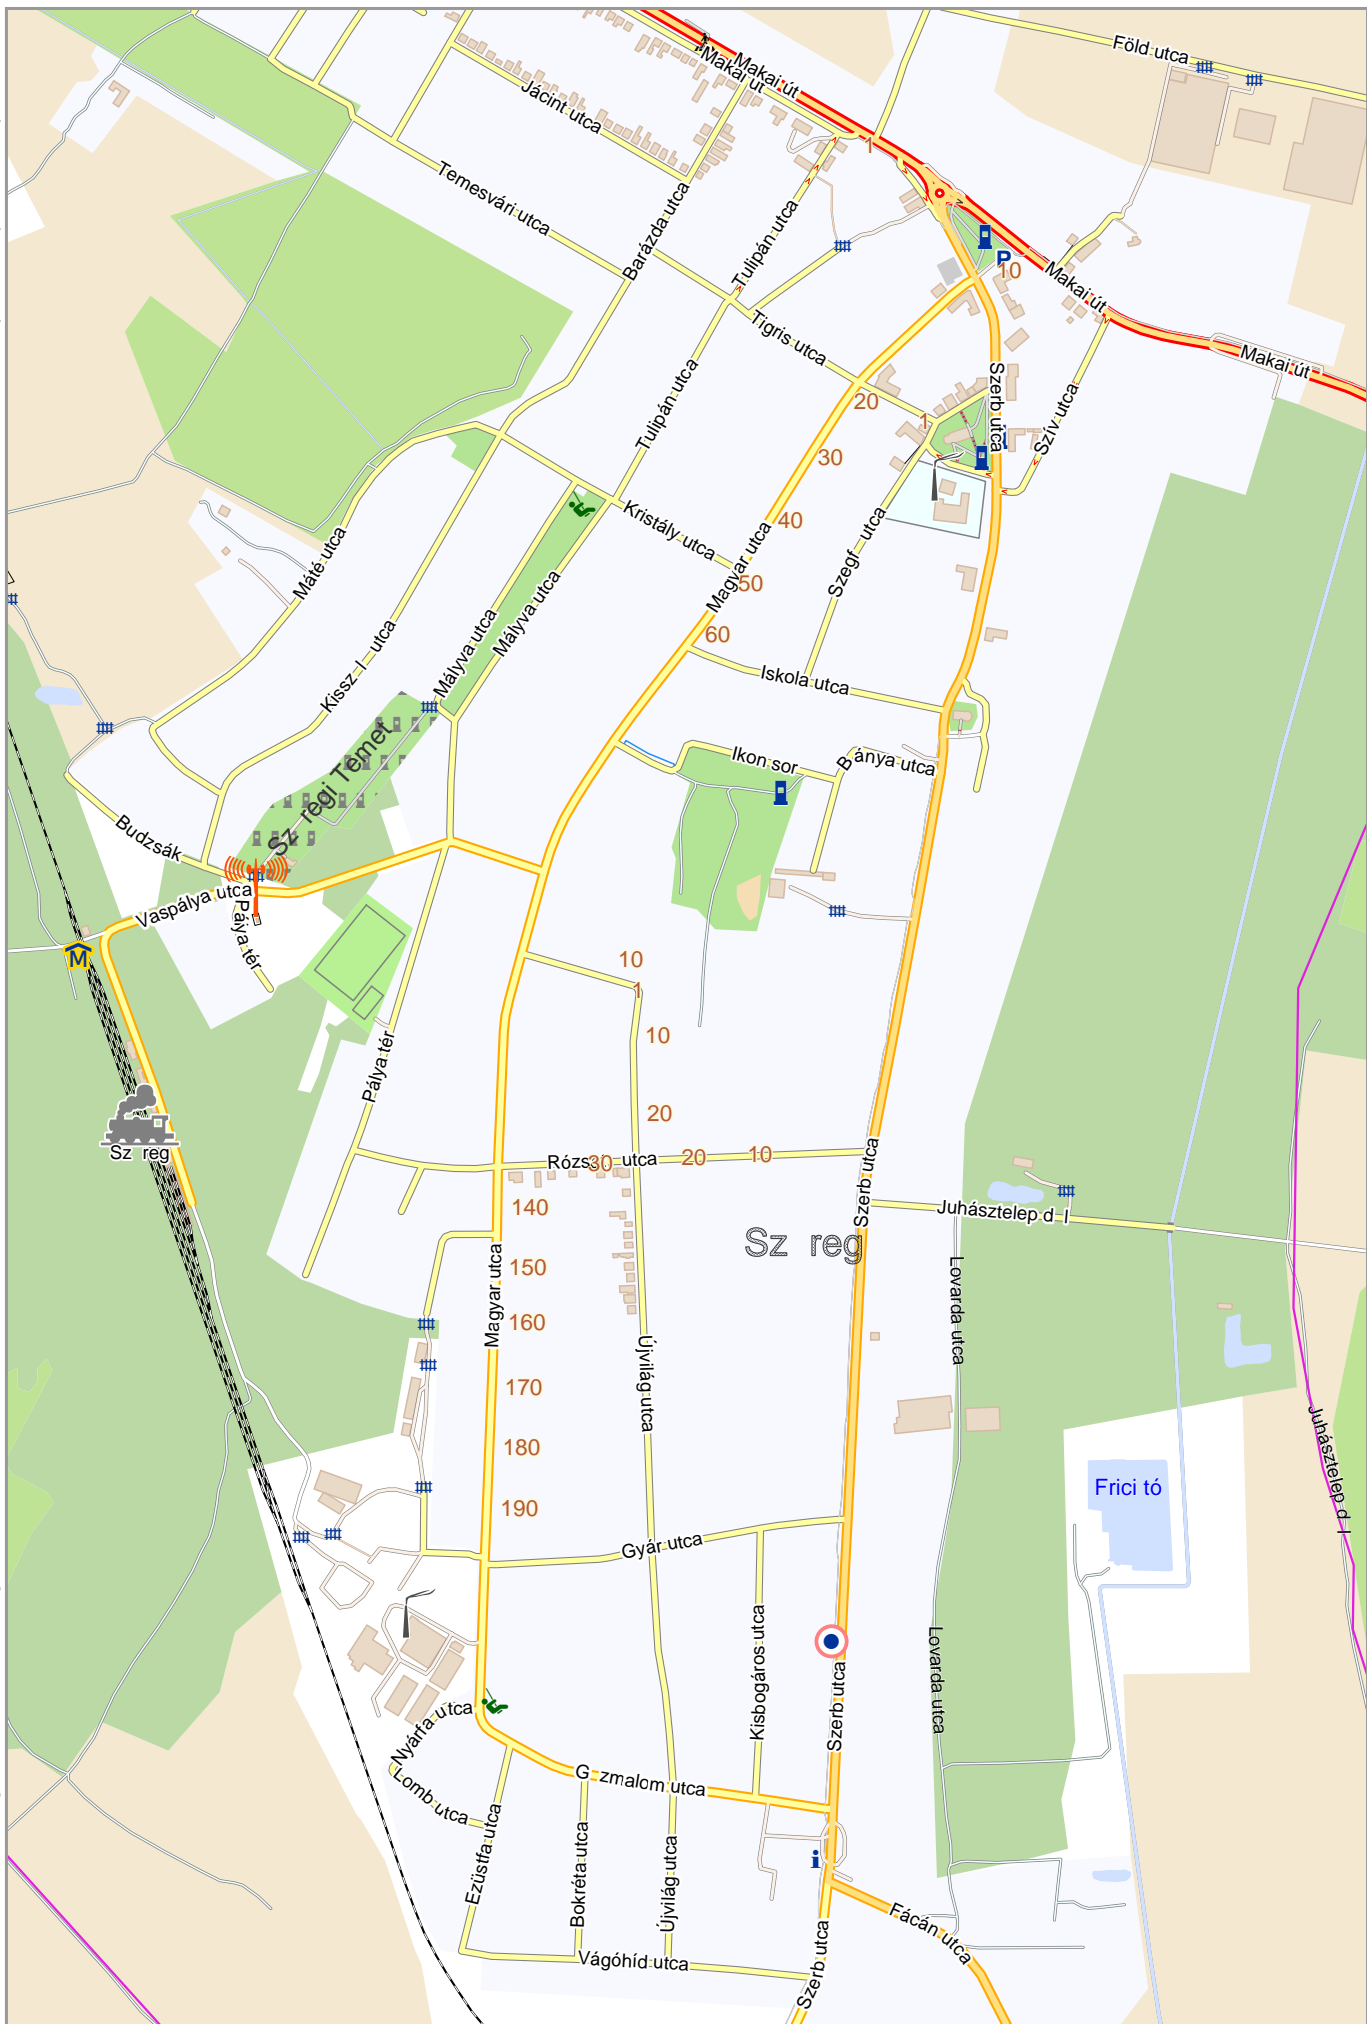 Föld utca
Makai út
Makai út
Jácint utca
1
Temesvári utca
Barázda utca
Tulipán utca
P
10
Makai út
Tigris utca
Makai út
Szerb utca
Tulipán utca
20
1
Szív utca
30
Kristály utca
40
Magyar utca
Szegf utca
Máté utca
50
Mályva utca
Mályva utca
60
Kissz l utca
Iskola utca
Sz regi Temet
Ikon sor
B ánya utca
Budzsák
Vaspálya utca
Pálya tér
M
10
1
10
Pálya tér
20
Sz reg
Rózsa utca
30
20
10
Szerb utca
140
Juhásztelep d l
Sz reg
Magyar utca
150
Lovarda utca
160
Újvilág utca
170
Juhásztelep d l
180
Frici tó
190
Gyár utca
Kisbogáros utca
Lovarda utca
Szerb utca
Nyárfa utca
G zmalom utca
Lomb utca
Ezüstfa utca
Bokréta utca
Újvilág utca
i
Fácán utca
Vágóhíd utca
Szerb utca